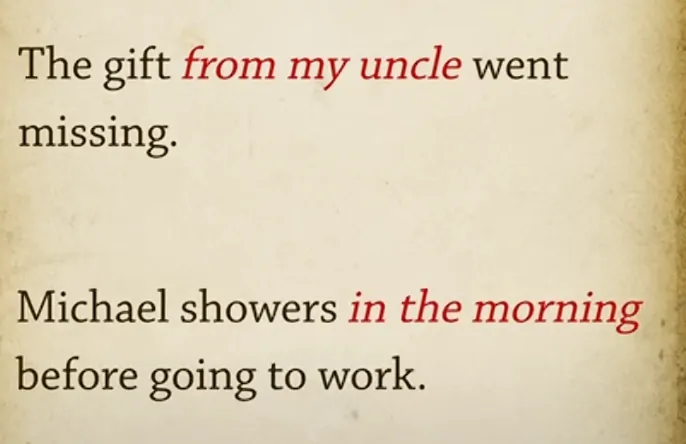 The gift from my uncle went
missing.
Michael showers in the morning
before going to work.